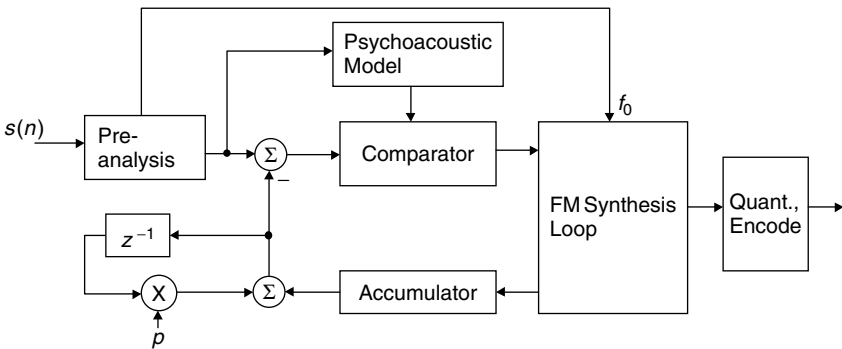 Psychoacoustic
Model
f₀
s(n)
Pre-
analysis
Σ
Comparator
−
FM Synthesis
Loop
Quant.,
Encode
z⁻¹
X
Σ
Accumulator
p